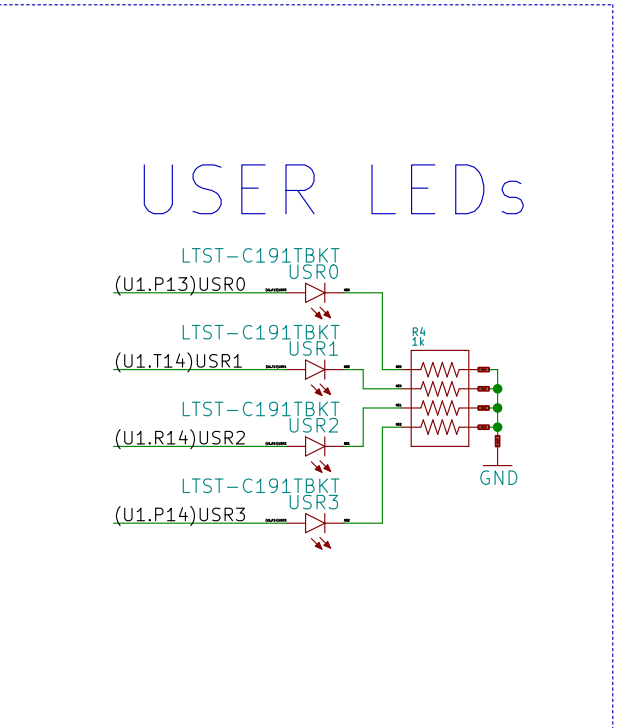 USER LEDs
LTST-C191TBKT
USR0
(U1.P13)USR0
LTST-C191TBKT
USR1
(U1.T14)USR1
R4
1k
LTST-C191TBKT
USR2
(U1.R14)USR2
GND
LTST-C191TBKT
USR3
(U1.P14)USR3